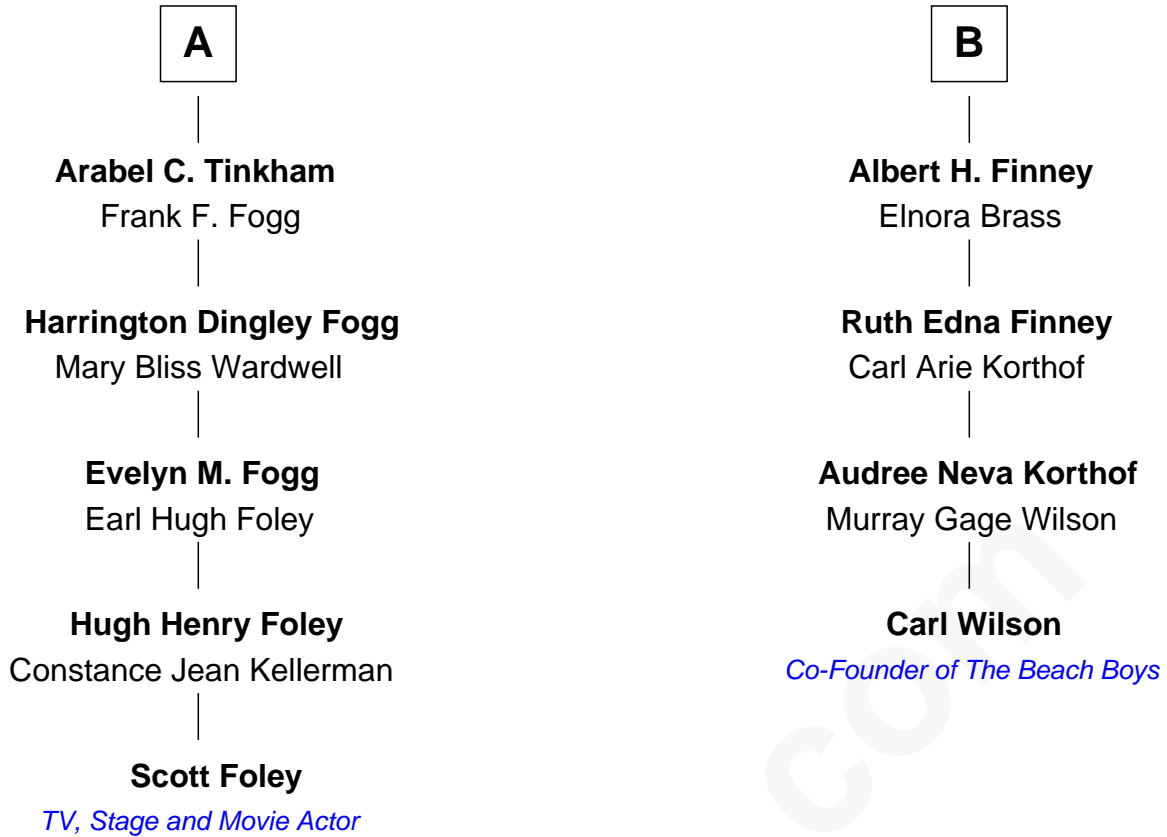 A
Arabel C. Tinkham
Frank F. Fogg
Harrington Dingley Fogg
Mary Bliss Wardwell
Evelyn M. Fogg
Earl Hugh Foley
Hugh Henry Foley
Constance Jean Kellerman
Scott Foley
TV, Stage and Movie Actor
B
Albert H. Finney
Elnora Brass
Ruth Edna Finney
Carl Arie Korthof
Audree Neva Korthof
Murray Gage Wilson
Carl Wilson
Co-Founder of The Beach Boys
com